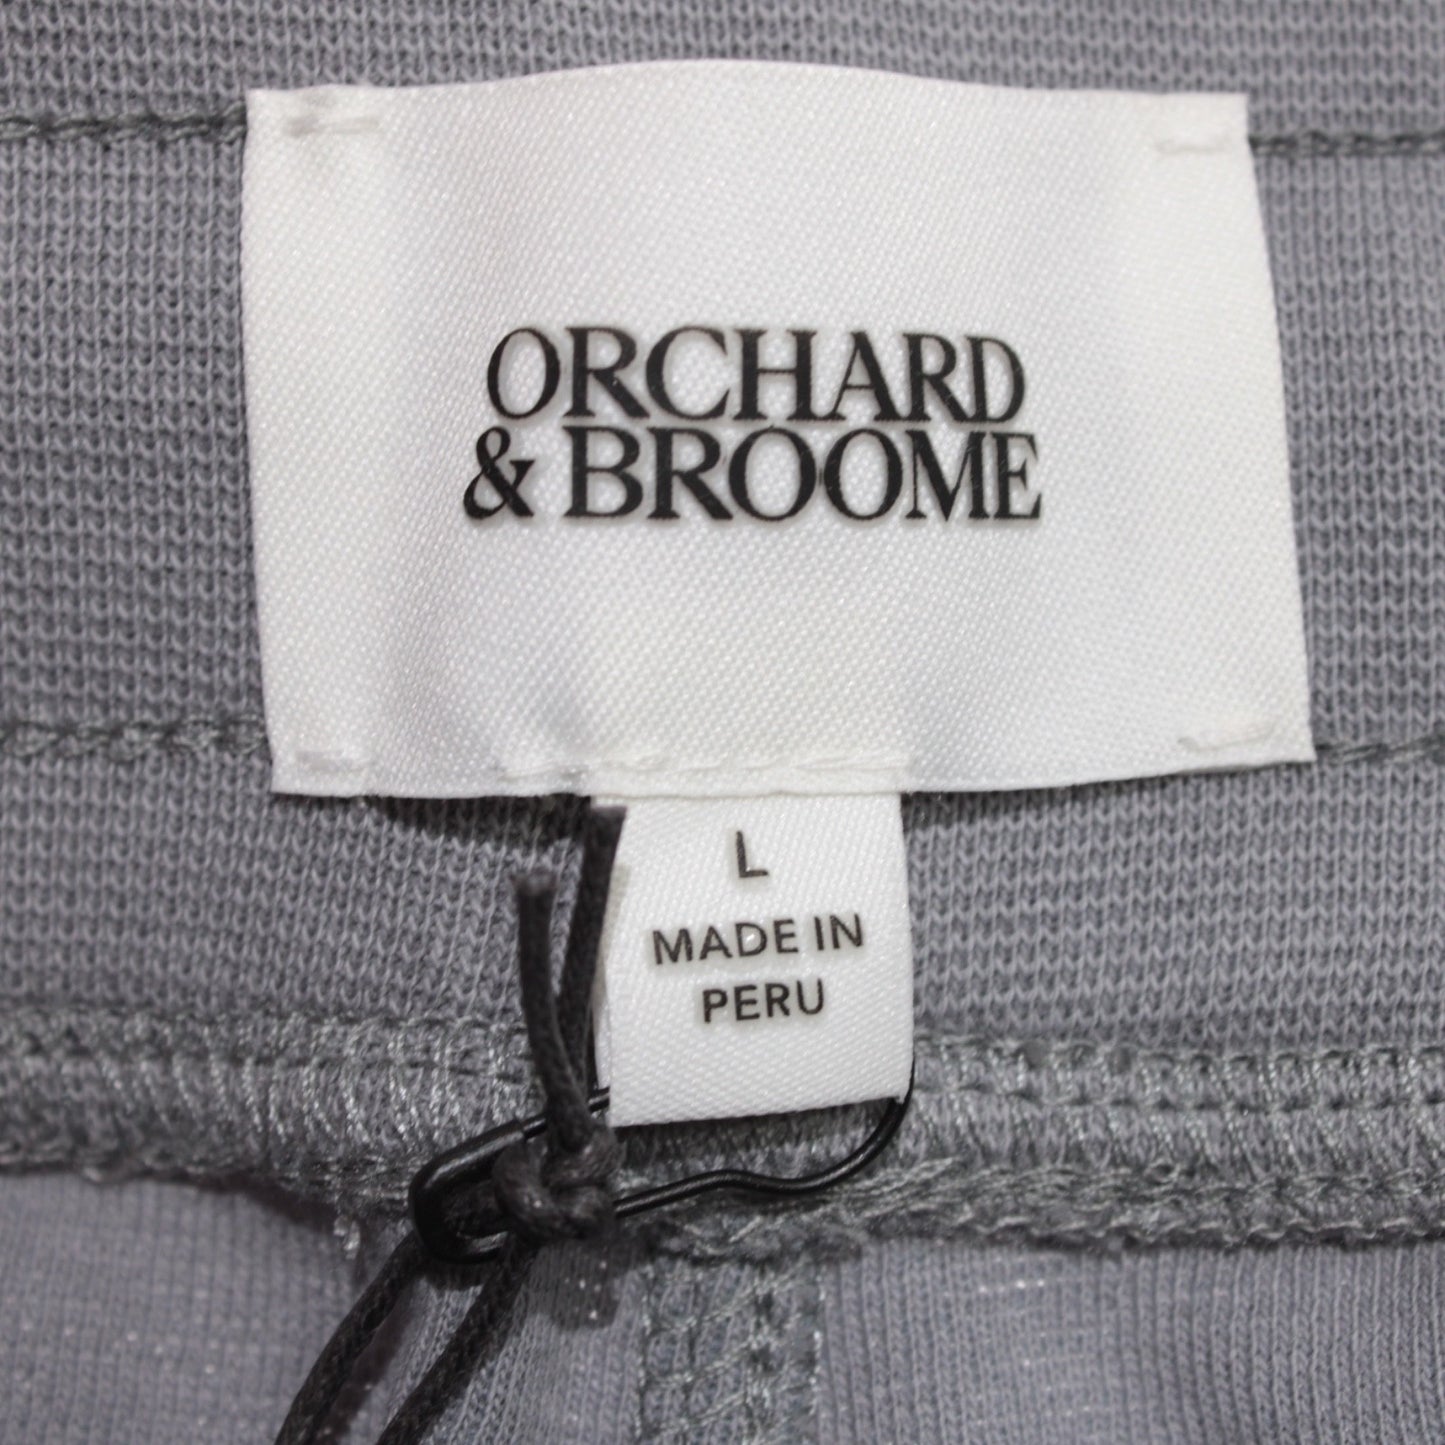 ORCHARD
& BROOME
L
MADE IN
PERU